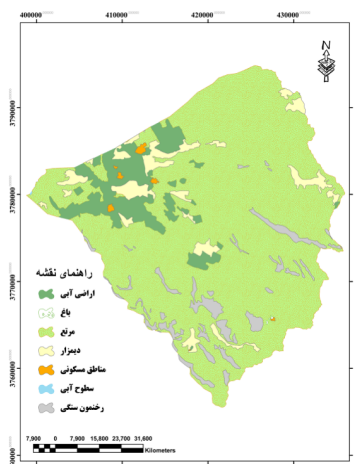 400000 410000 420000 430000
N
3790000
3780000
3770000
3760000
راهنمای نقشه
اراضی آبی
باغ
مرتع
دیمزار
مناطق مسکونی
سطوح آبی
رخنمون سنگی
7,900 0 7,900 15,800 23,700 31,600
Kilometers